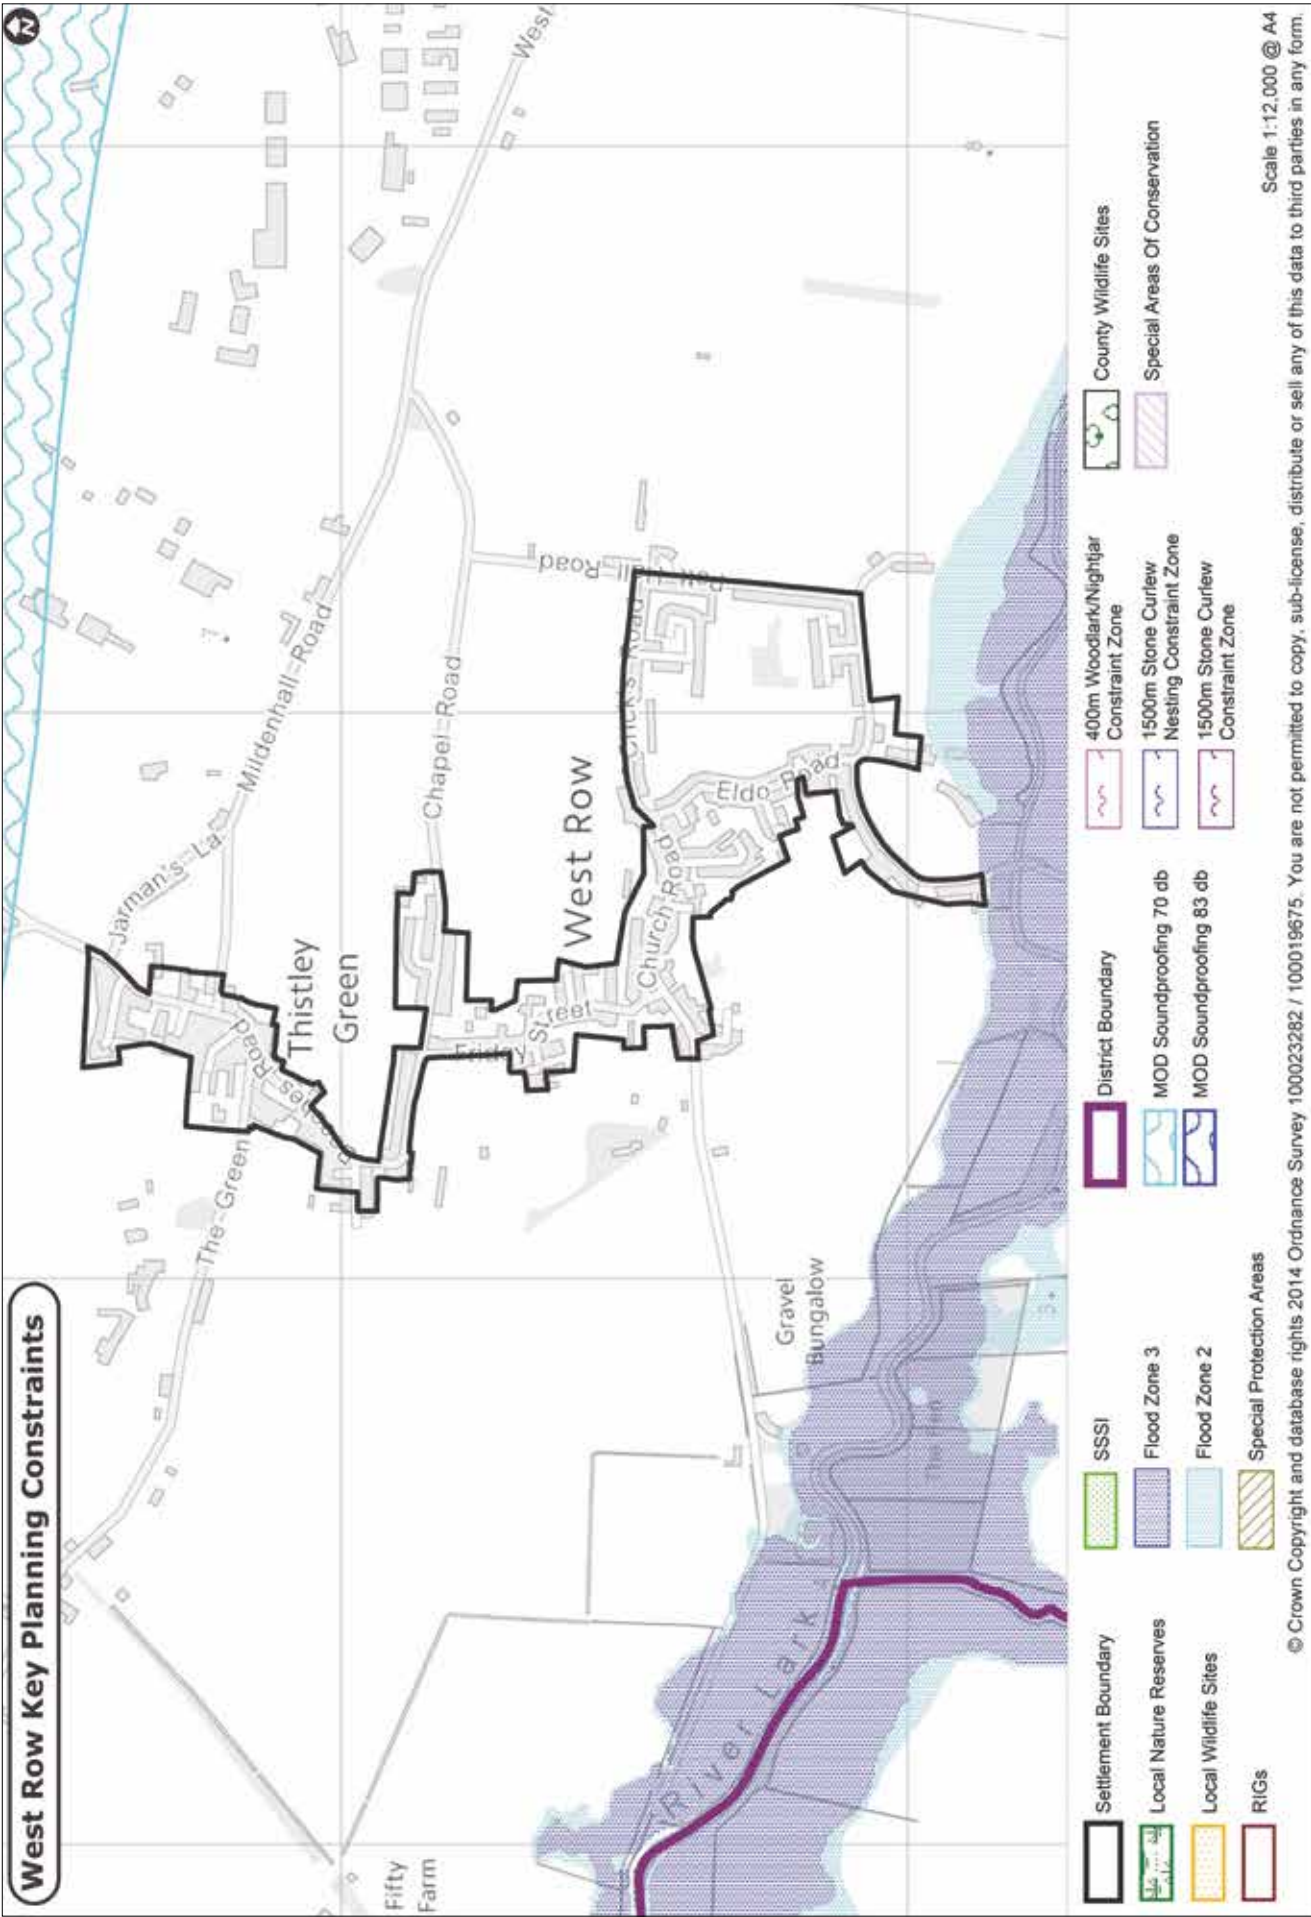 West Row Key Planning Constraints
N
West
Jarman's La
Mildenhall Road
Thistley
Green
The Green
Chapel Road
Friday
Street
West Row
Church Road
Eldo Road
Gravel
Bungalow
River Lark
Fifty
Farm
Settlement Boundary
Local Nature Reserves
Local Wildlife Sites
RIGs
SSSI
Flood Zone 3
Flood Zone 2
Special Protection Areas
District Boundary
MOD Soundproofing 70 db
MOD Soundproofing 83 db
400m Woodlark/Nightjar
Constraint Zone
1500m Stone Curlew
Nesting Constraint Zone
1500m Stone Curlew
Constraint Zone
County Wildlife Sites
Special Areas Of Conservation
Scale 1:12,000 @ A4
© Crown Copyright and database rights 2014 Ordnance Survey 100023282 / 100019675. You are not permitted to copy, sub-license, distribute or sell any of this data to third parties in any form.